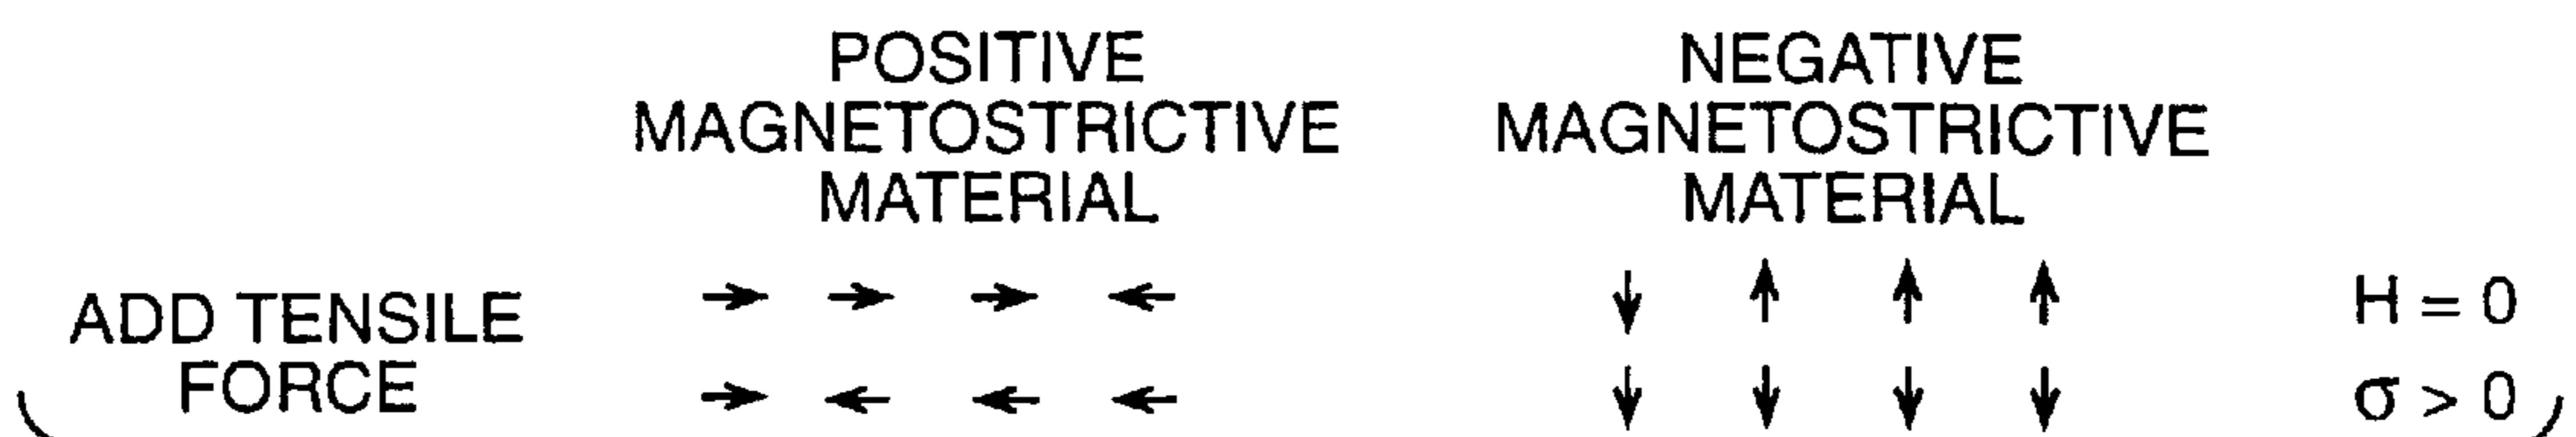 POSITIVE
MAGNETOSTRICTIVE
MATERIAL
NEGATIVE
MAGNETOSTRICTIVE
MATERIAL
ADD TENSILE
FORCE
H = 0
σ > 0